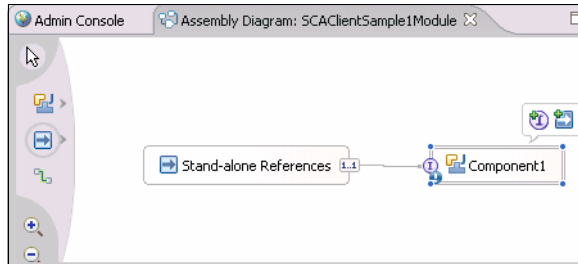 Admin Console
Assembly Diagram: SCAClientSample1Module
Stand-alone References
1..1
I
Component1